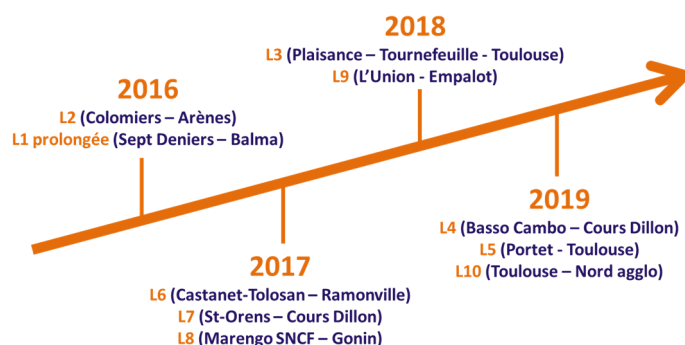 2016
L2 (Colomiers – Arènes)
L1 prolongée (Sept Deniers – Balma)
2017
L6 (Castanet-Tolosan – Ramonville)
L7 (St-Orens – Cours Dillon)
L8 (Marengo SNCF – Gonin)
2018
L3 (Plaisance – Tournefeuille - Toulouse)
L9 (L'Union - Empalot)
2019
L4 (Basso Cambo – Cours Dillon)
L5 (Portet - Toulouse)
L10 (Toulouse – Nord agglo)